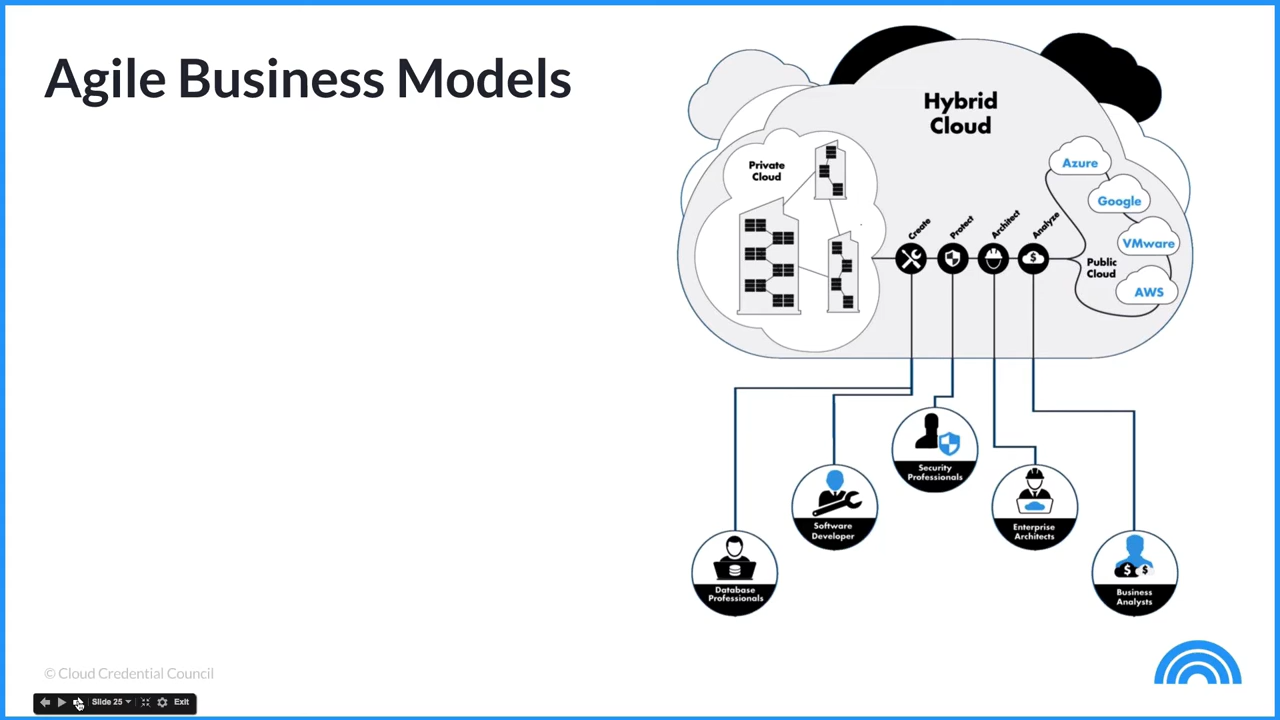 Agile Business Models
Hybrid
Cloud
Private
Cloud
Create
Protect
Architect
Analyze
Azure
Google
VMware
AWS
Public
Cloud
$
Security
Professionals
Software
Developer
Enterprise
Architects
Database
Professionals
$ $
Business
Analysts
© Cloud Credential Council
Slide 25 Exit